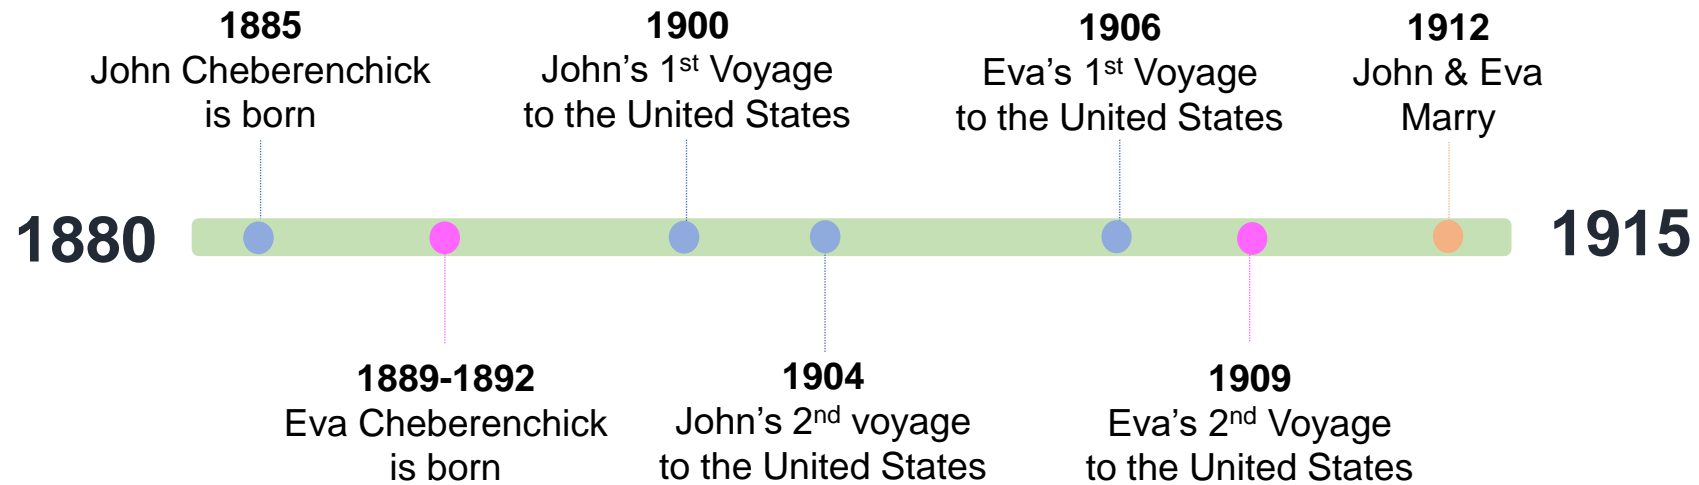 1885
John Cheberenchick
is born
1900
John’s 1st Voyage
to the United States
1906
Eva’s 1st Voyage
to the United States
1912
John & Eva
Marry
1880
1915
1889-1892
Eva Cheberenchick
is born
1904
John’s 2nd voyage
to the United States
1909
Eva’s 2nd Voyage
to the United States